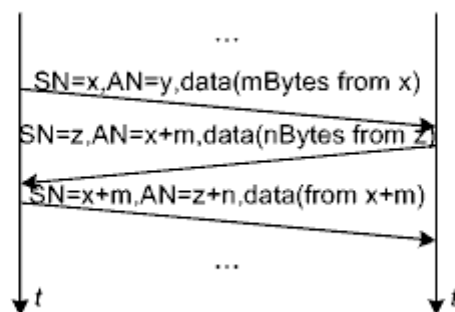 ...
SN=x,AN=y,data(mBytes from x)
SN=z,AN=x+m,data(nBytes from z)
SN=x+m,AN=z+n,data(from x+m)
...
t t